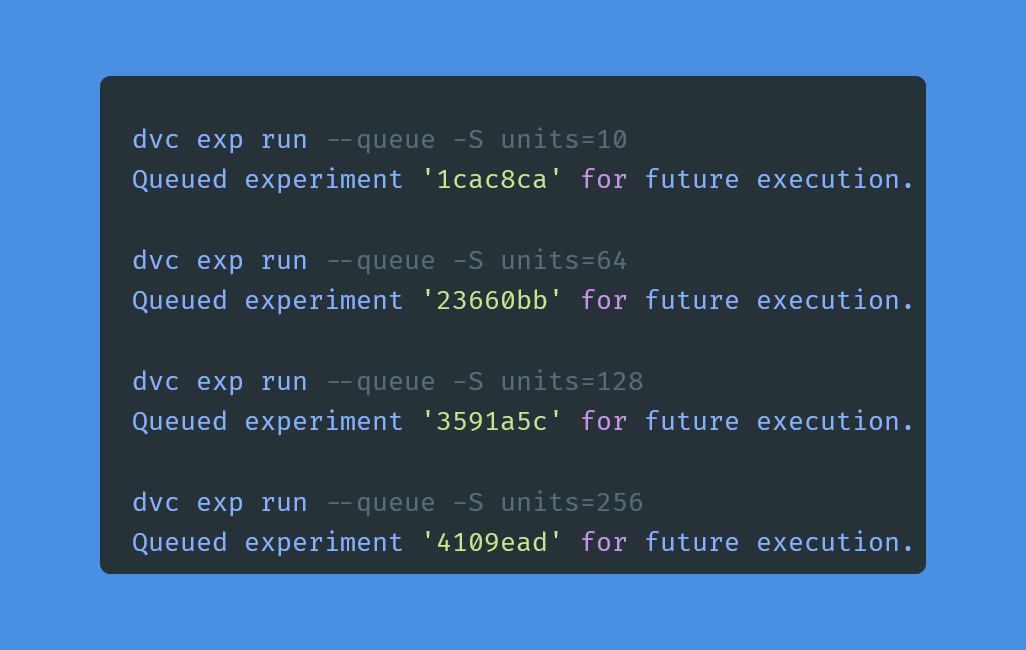 dvc exp run --queue -S units=10
Queued experiment '1cac8ca' for future execution.
dvc exp run --queue -S units=64
Queued experiment '23660bb' for future execution.
dvc exp run --queue -S units=128
Queued experiment '3591a5c' for future execution.
dvc exp run --queue -S units=256
Queued experiment '4109ead' for future execution.